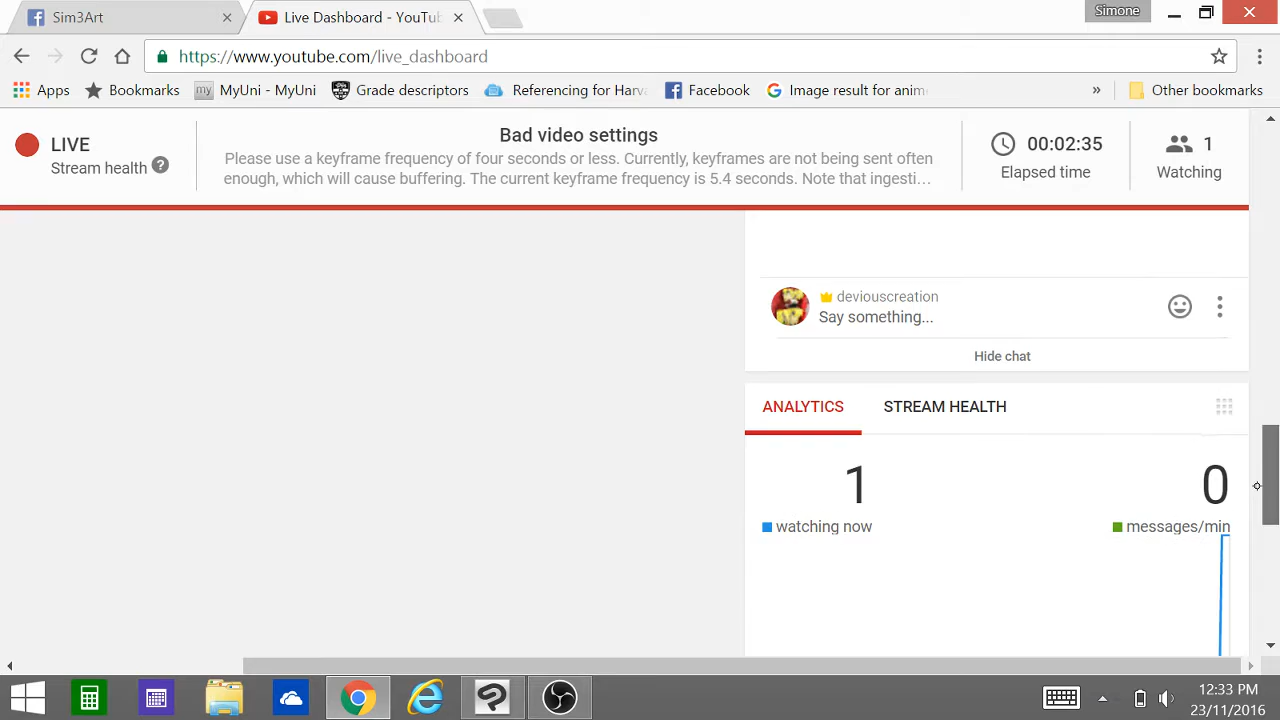 Sim3Art
Live Dashboard - YouTu
Simone
https://www.youtube.com/live_dashboard
Apps
Bookmarks
my
MyUni - MyUni
Grade descriptors
Referencing for Harv
Facebook
Image result for anim
»
Other bookmarks
LIVE
Stream health ?
Bad video settings
Please use a keyframe frequency of four seconds or less. Currently, keyframes are not being sent often
enough, which will cause buffering. The current keyframe frequency is 5.4 seconds. Note that ingesti…
00:02:35
Elapsed time
1
Watching
deviouscreation
Say something...
Hide chat
ANALYTICS
STREAM HEALTH
1
watching now
0
messages/min
12:33 PM
23/11/2016